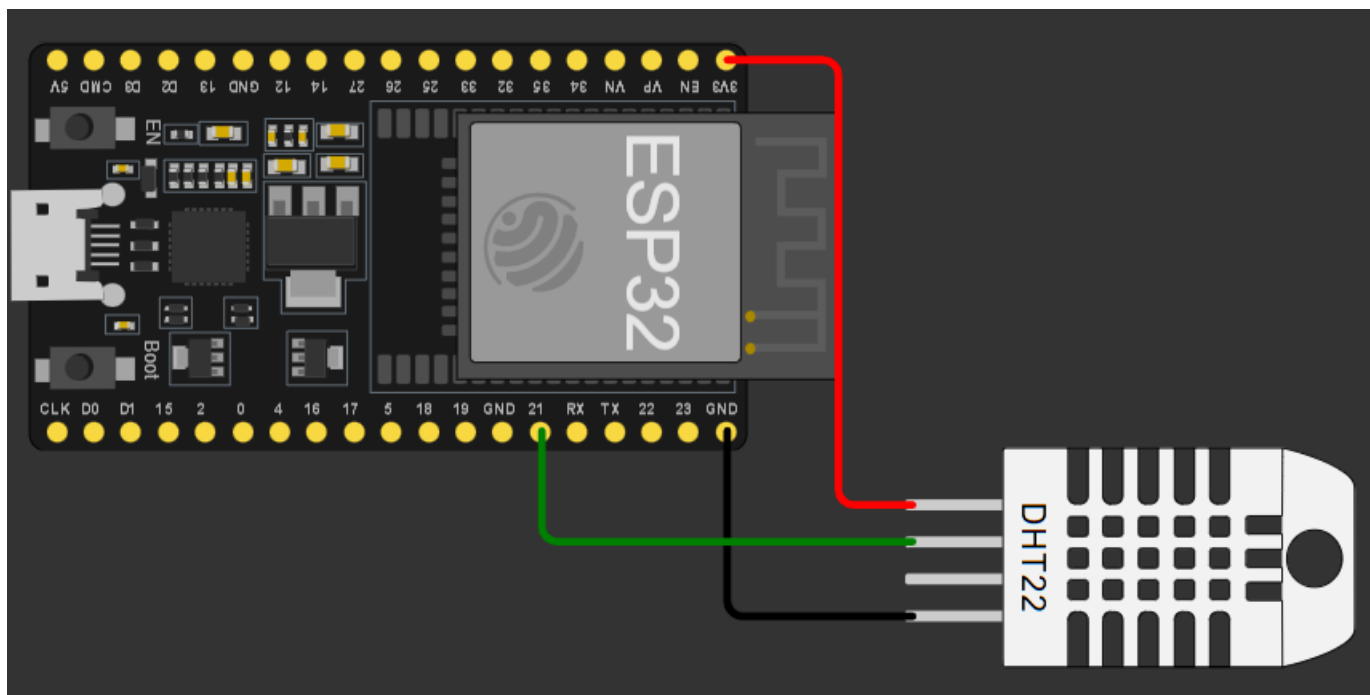 5V CMD D3 D2 13 GND 12 14 27 26 25 33 32 35 34 VN VP EN 3V3
EN
ESP32
Boot
CLK D0 D1 15 2 0 4 16 17 5 18 19 GND 21 RX TX 22 23 GND
DHT22